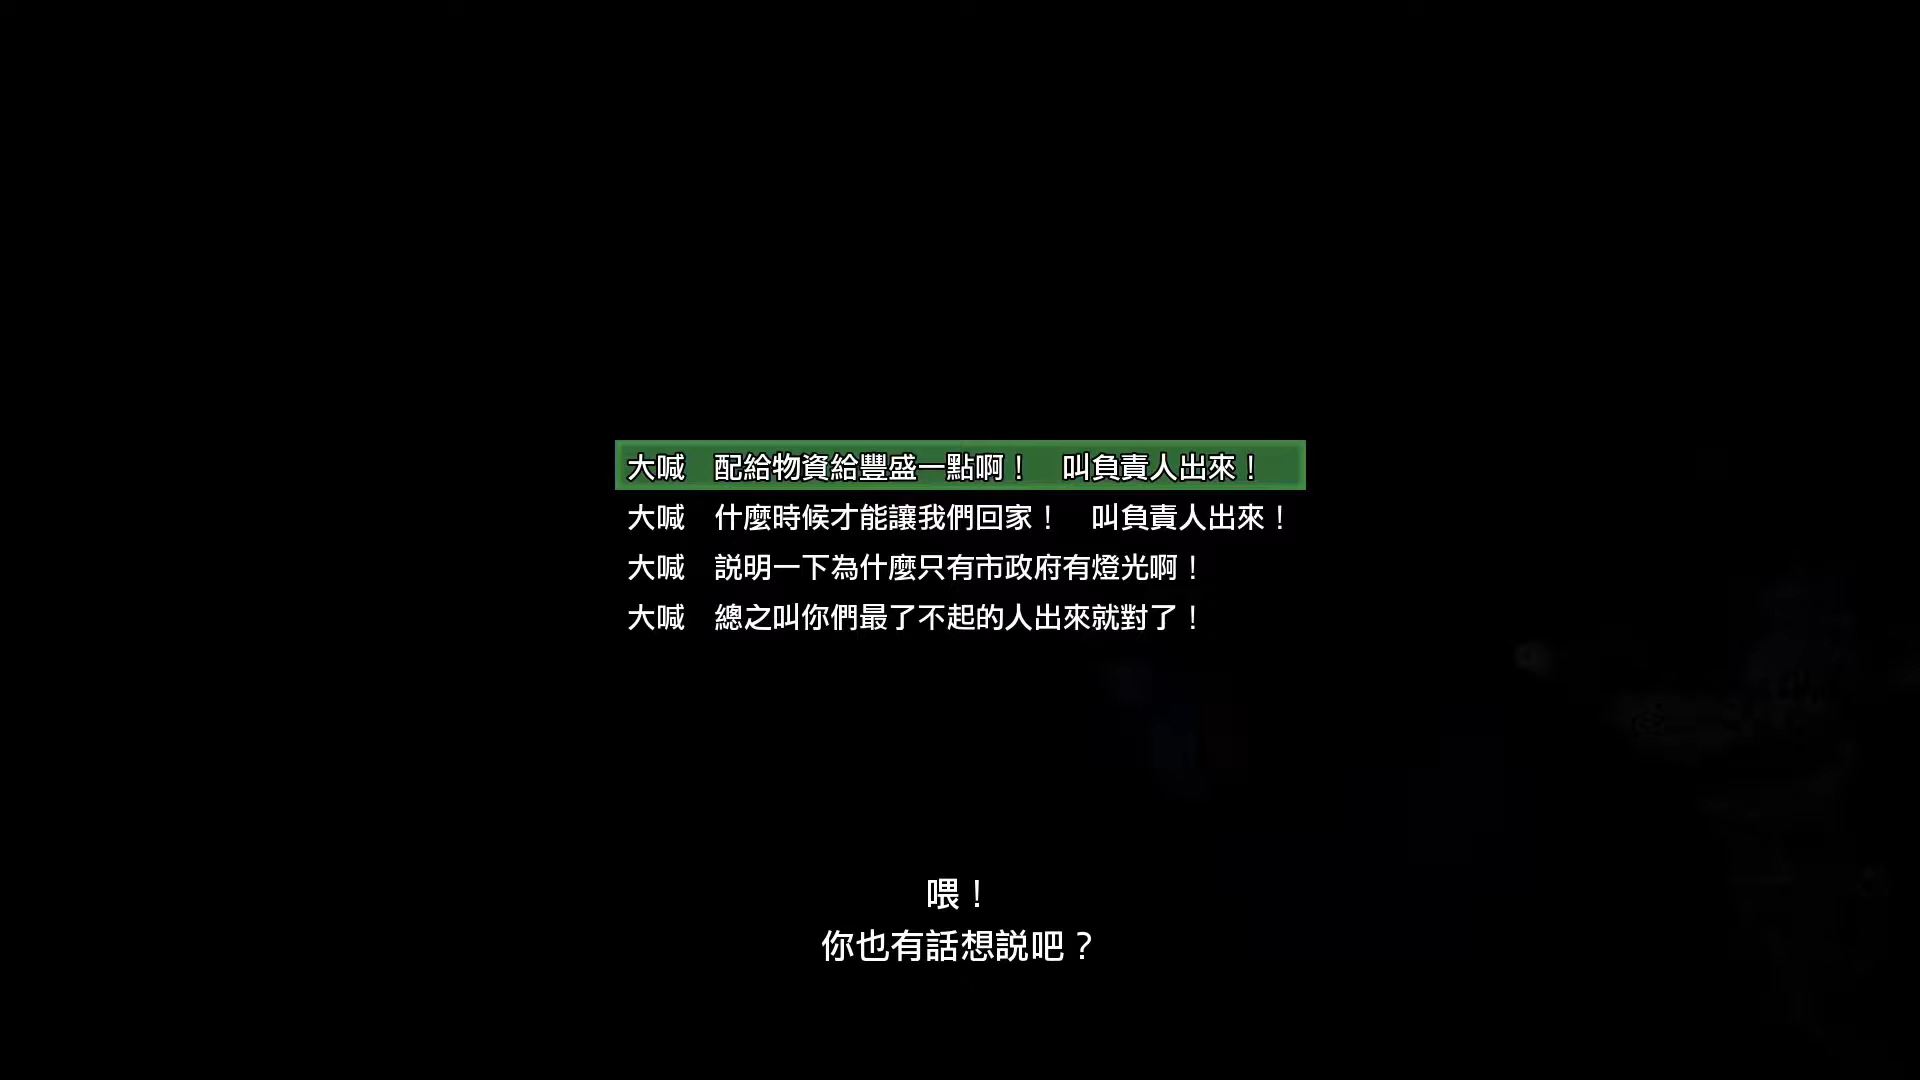 大喊　配給物資給豐盛一點啊！　叫負責人出來！
大喊　什麼時候才能讓我們回家！　叫負責人出來！
大喊　説明一下為什麼只有市政府有燈光啊！
大喊　總之叫你們最了不起的人出來就對了！
喂！
你也有話想説吧？